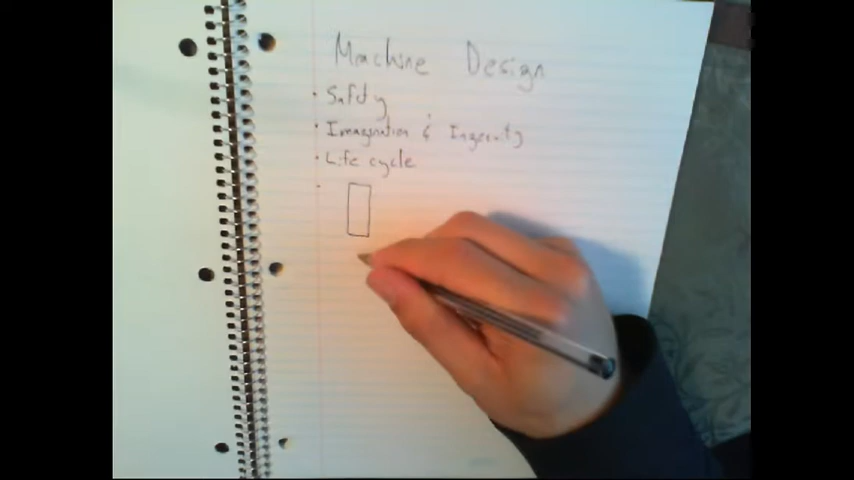 Machine Design
• Safety
• Imagination & Ingenuity
• Life cycle
•